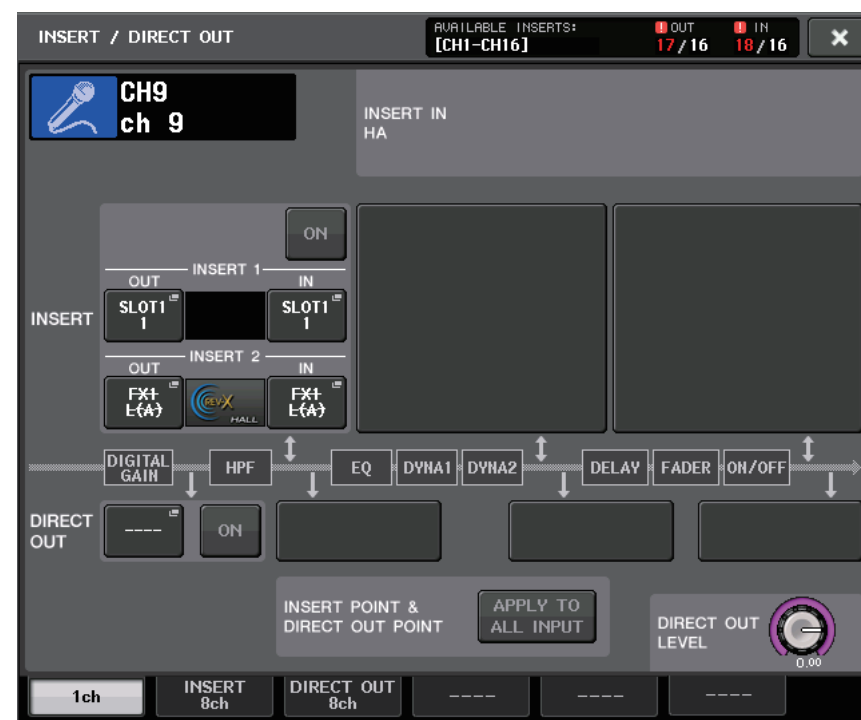 INSERT / DIRECT OUT
AVAILABLE INSERTS:
[CH1-CH16]
! OUT
17/16
! IN
18/16
×
CH9
ch 9
INSERT IN
HA
ON
INSERT 1
OUT
IN
INSERT
SLOT1
1
SLOT1
1
INSERT 2
OUT
IN
FX1
L(A)
REV-X
HALL
FX1
L(A)
DIGITAL
GAIN
HPF
EQ
DYNA1
DYNA2
DELAY
FADER
ON/OFF
DIRECT
OUT
----
ON
INSERT POINT &
DIRECT OUT POINT
APPLY TO
ALL INPUT
DIRECT OUT
LEVEL
0.00
1ch
INSERT
8ch
DIRECT OUT
8ch
----
----
----